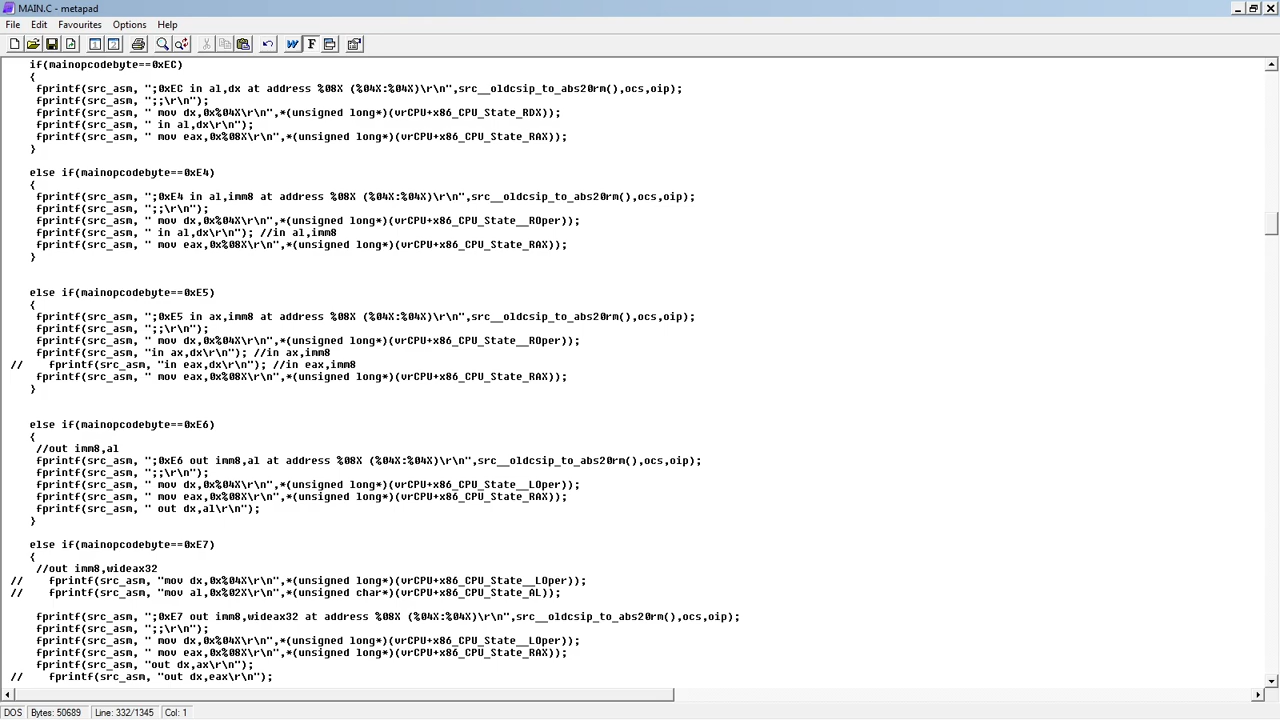 MAIN.C - metapad
File Edit Favourites Options Help
if(mainopcodebyte==0xEC)
{
fprintf(src_asm, ";0xEC in al,dx at address %08X (%04X:%04X)\r\n",src__oldcsip_to_abs20rm(),ocs,oip);
fprintf(src_asm, ";;\r\n");
fprintf(src_asm, " mov dx,0x%04X\r\n",*(unsigned long*)(vrCPU+x86_CPU_State_RDX));
fprintf(src_asm, " in al,dx\r\n");
fprintf(src_asm, " mov eax,0x%08X\r\n",*(unsigned long*)(vrCPU+x86_CPU_State_RAX));
}
else if(mainopcodebyte==0xE4)
{
fprintf(src_asm, ";0xE4 in al,imm8 at address %08X (%04X:%04X)\r\n",src__oldcsip_to_abs20rm(),ocs,oip);
fprintf(src_asm, ";;\r\n");
fprintf(src_asm, " mov dx,0x%04X\r\n",*(unsigned long*)(vrCPU+x86_CPU_State__ROper));
fprintf(src_asm, " in al,dx\r\n"); //in al,imm8
fprintf(src_asm, " mov eax,0x%08X\r\n",*(unsigned long*)(vrCPU+x86_CPU_State_RAX));
}
else if(mainopcodebyte==0xE5)
{
fprintf(src_asm, ";0xE5 in ax,imm8 at address %08X (%04X:%04X)\r\n",src__oldcsip_to_abs20rm(),ocs,oip);
fprintf(src_asm, ";;\r\n");
fprintf(src_asm, " mov dx,0x%04X\r\n",*(unsigned long*)(vrCPU+x86_CPU_State__ROper));
fprintf(src_asm, "in ax,dx\r\n"); //in ax,imm8
// fprintf(src_asm, "in eax,dx\r\n"); //in eax,imm8
fprintf(src_asm, " mov eax,0x%08X\r\n",*(unsigned long*)(vrCPU+x86_CPU_State_RAX));
}
else if(mainopcodebyte==0xE6)
{
//out imm8,al
fprintf(src_asm, ";0xE6 out imm8,al at address %08X (%04X:%04X)\r\n",src__oldcsip_to_abs20rm(),ocs,oip);
fprintf(src_asm, ";;\r\n");
fprintf(src_asm, " mov dx,0x%04X\r\n",*(unsigned long*)(vrCPU+x86_CPU_State__LOper));
fprintf(src_asm, " mov eax,0x%08X\r\n",*(unsigned long*)(vrCPU+x86_CPU_State_RAX));
fprintf(src_asm, " out dx,al\r\n");
}
else if(mainopcodebyte==0xE7)
{
//out imm8,wideax32
// fprintf(src_asm, "mov dx,0x%04X\r\n",*(unsigned long*)(vrCPU+x86_CPU_State__LOper));
// fprintf(src_asm, "mov al,0x%02X\r\n",*(unsigned char*)(vrCPU+x86_CPU_State_AL));
fprintf(src_asm, ";0xE7 out imm8,wideax32 at address %08X (%04X:%04X)\r\n",src__oldcsip_to_abs20rm(),ocs,oip);
fprintf(src_asm, ";;\r\n");
fprintf(src_asm, " mov dx,0x%04X\r\n",*(unsigned long*)(vrCPU+x86_CPU_State__LOper));
fprintf(src_asm, " mov eax,0x%08X\r\n",*(unsigned long*)(vrCPU+x86_CPU_State_RAX));
fprintf(src_asm, "out dx,ax\r\n");
// fprintf(src_asm, "out dx,eax\r\n");
DOS Bytes: 50689 Line: 332/1345 Col: 1